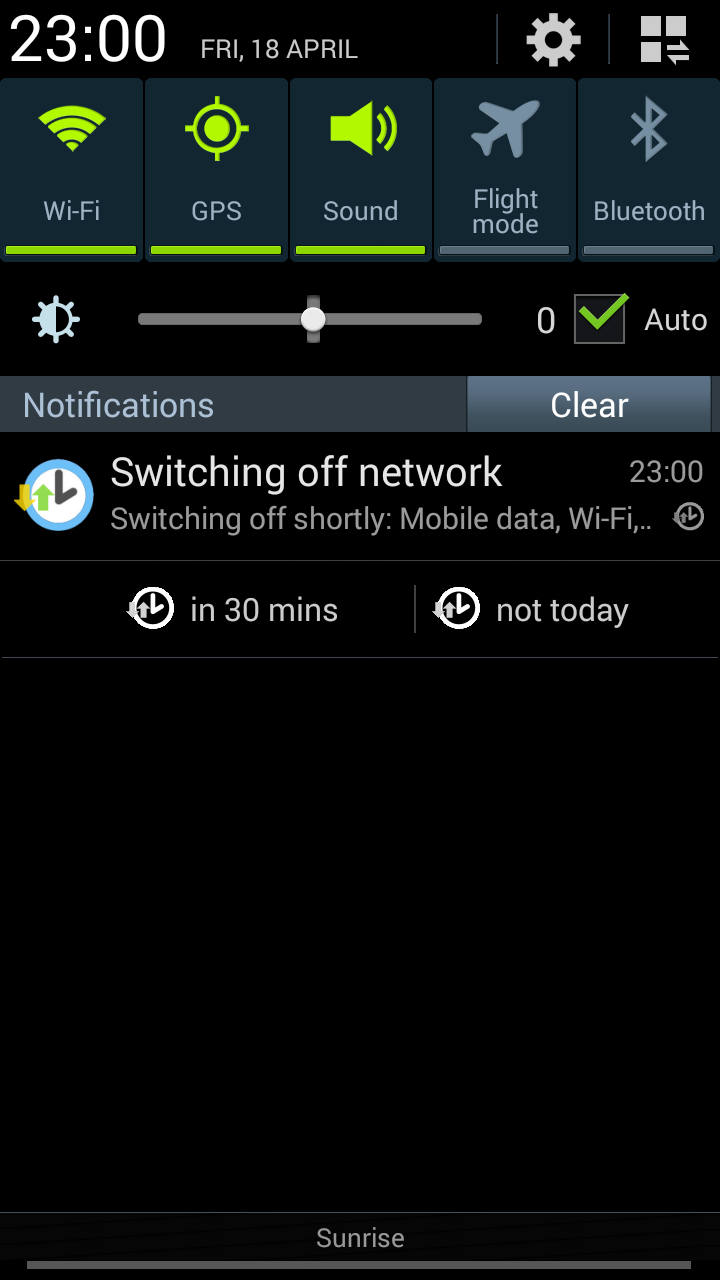 23:00 FRI, 18 APRIL
Wi-Fi GPS Sound Flight mode Bluetooth
0 Auto
Notifications Clear
Switching off network 23:00
Switching off shortly: Mobile data, Wi-Fi,..
in 30 mins not today
Sunrise